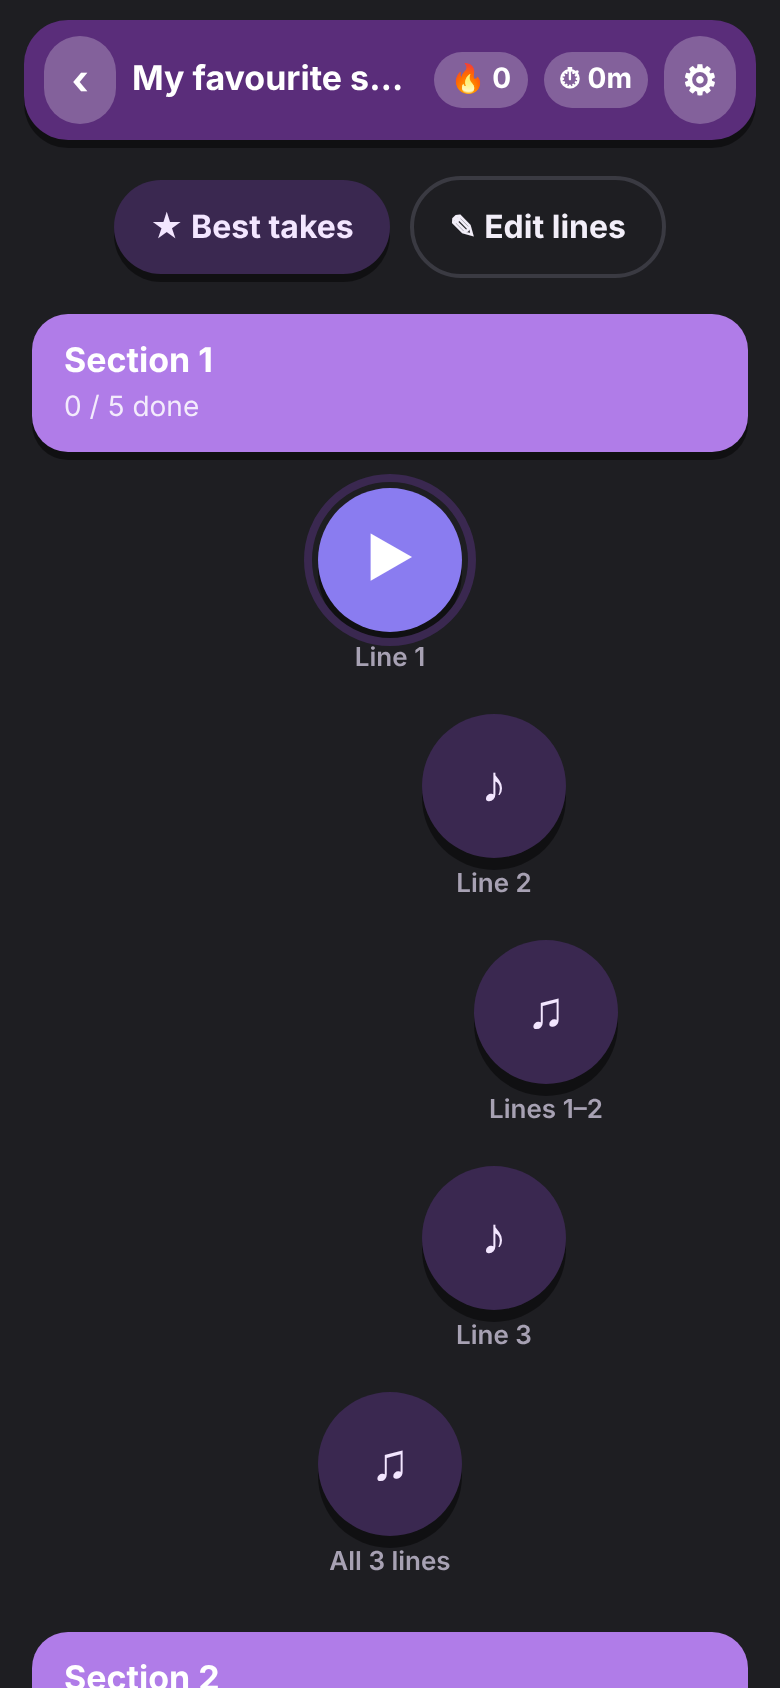 ‹ My favourite s... 🔥 0 ⏱ 0m ⚙
★ Best takes ✎ Edit lines
Section 1
0 / 5 done
Line 1
♪
Line 2
♫
Lines 1–2
♪
Line 3
♫
All 3 lines
Section 2